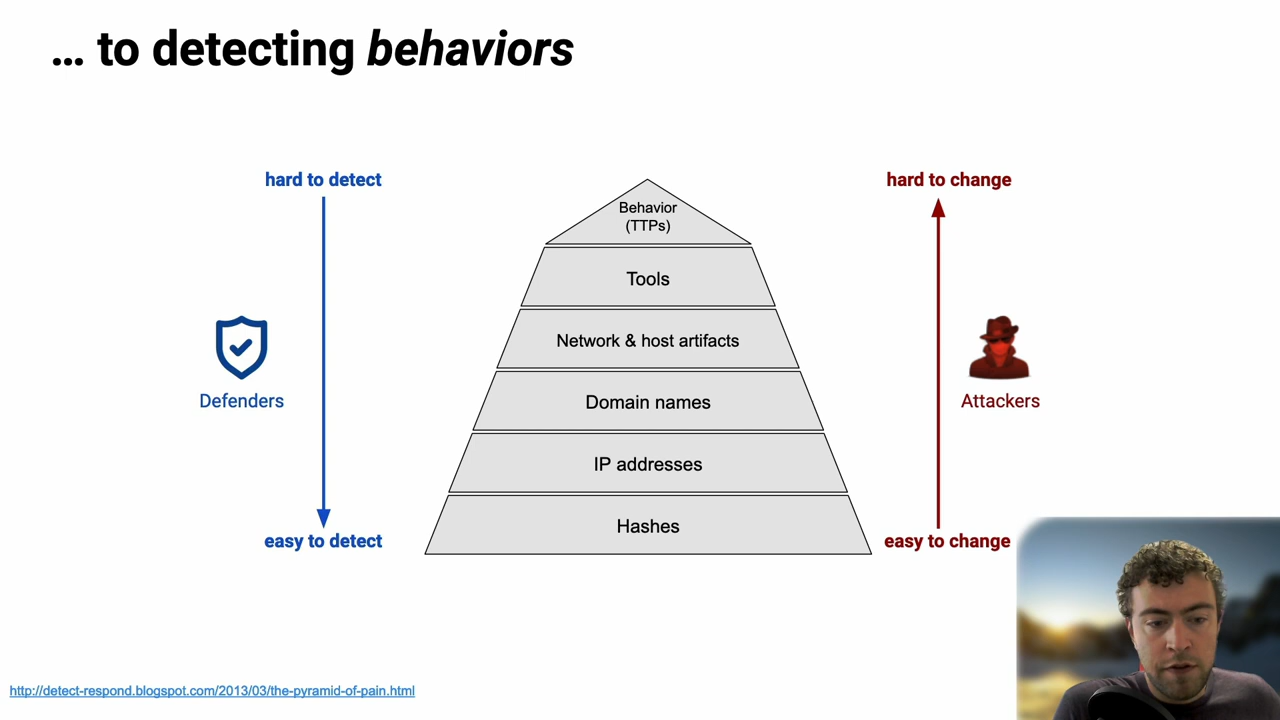 ... to detecting behaviors
hard to detect
hard to change
Behavior
(TTPs)
Tools
Network & host artifacts
Defenders
Attackers
Domain names
IP addresses
Hashes
easy to detect
easy to change
http://detect-respond.blogspot.com/2013/03/the-pyramid-of-pain.html